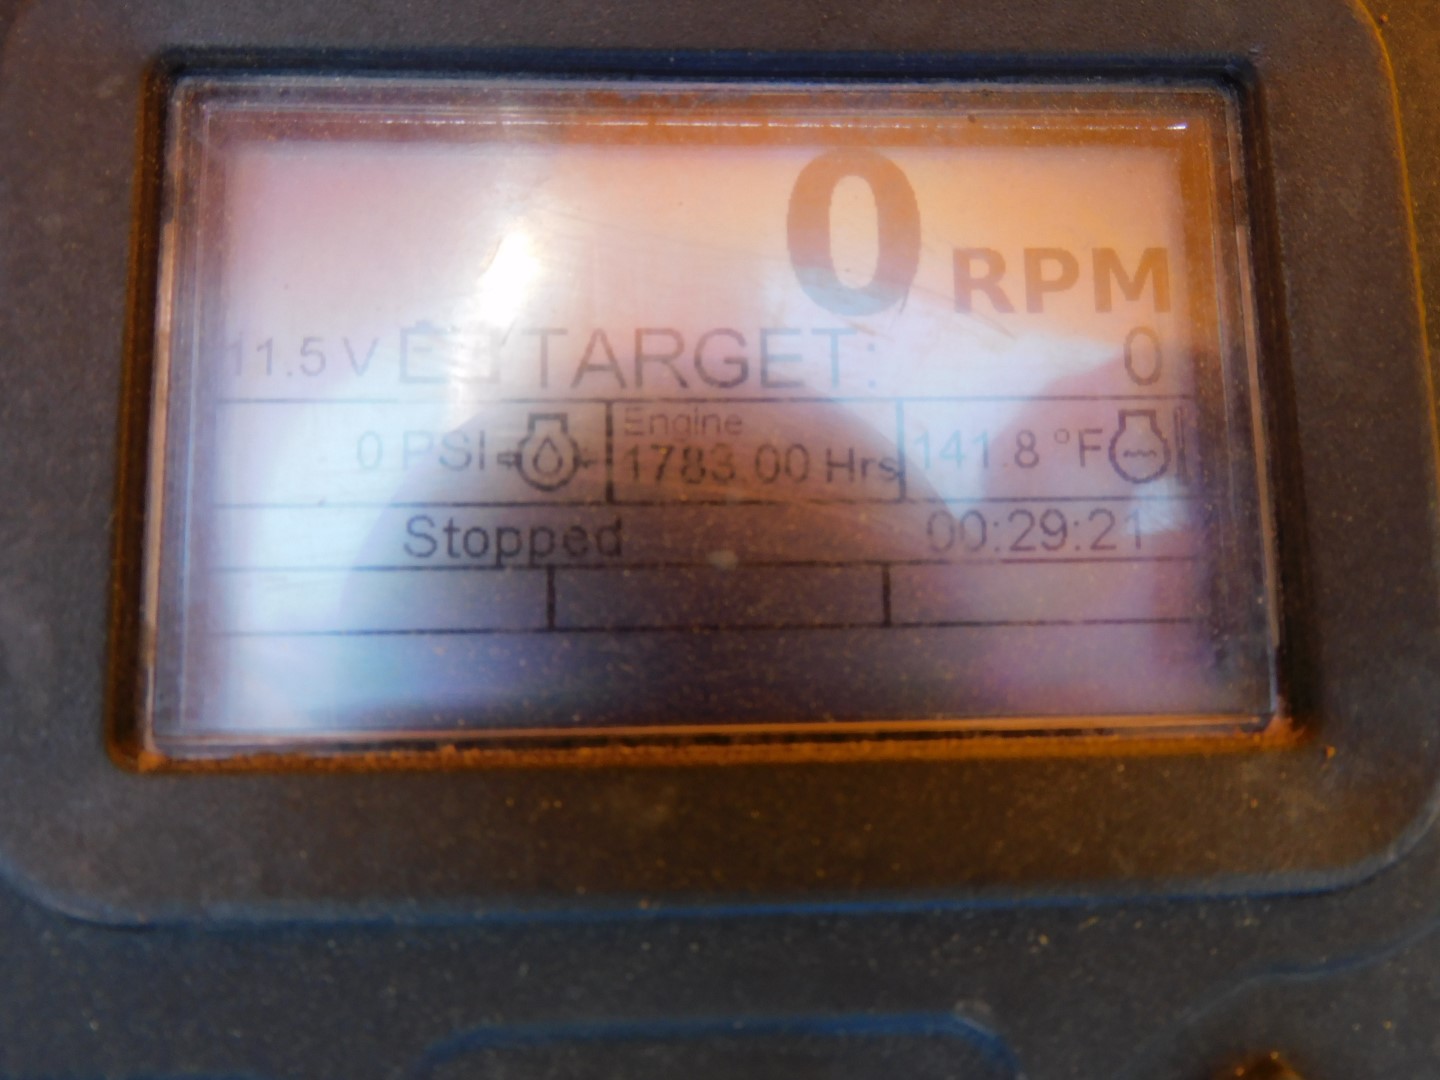 0 RPM
11.5 V TARGET: 0
0 PSI Engine 1783.00 Hrs 141.8 °F
Stopped 00:29:21